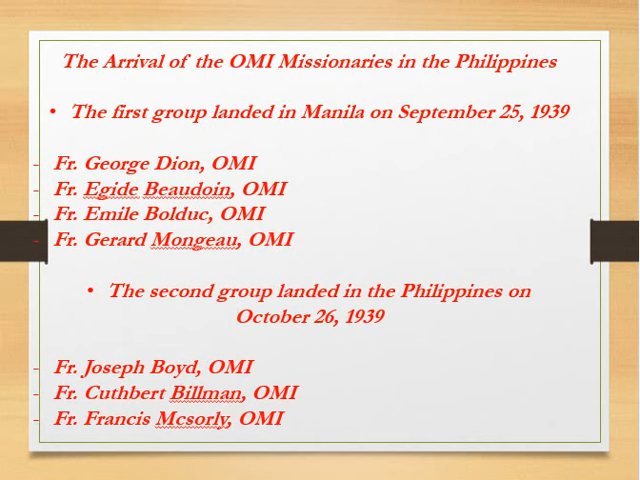 The Arrival of the OMI Missionaries in the Philippines
• The first group landed in Manila on September 25, 1939
- Fr. George Dion, OMI
- Fr. Egide Beaudoin, OMI
- Fr. Emile Bolduc, OMI
- Fr. Gerard Mongeau, OMI
• The second group landed in the Philippines on
October 26, 1939
- Fr. Joseph Boyd, OMI
- Fr. Cuthbert Billman, OMI
- Fr. Francis Mcsorly, OMI